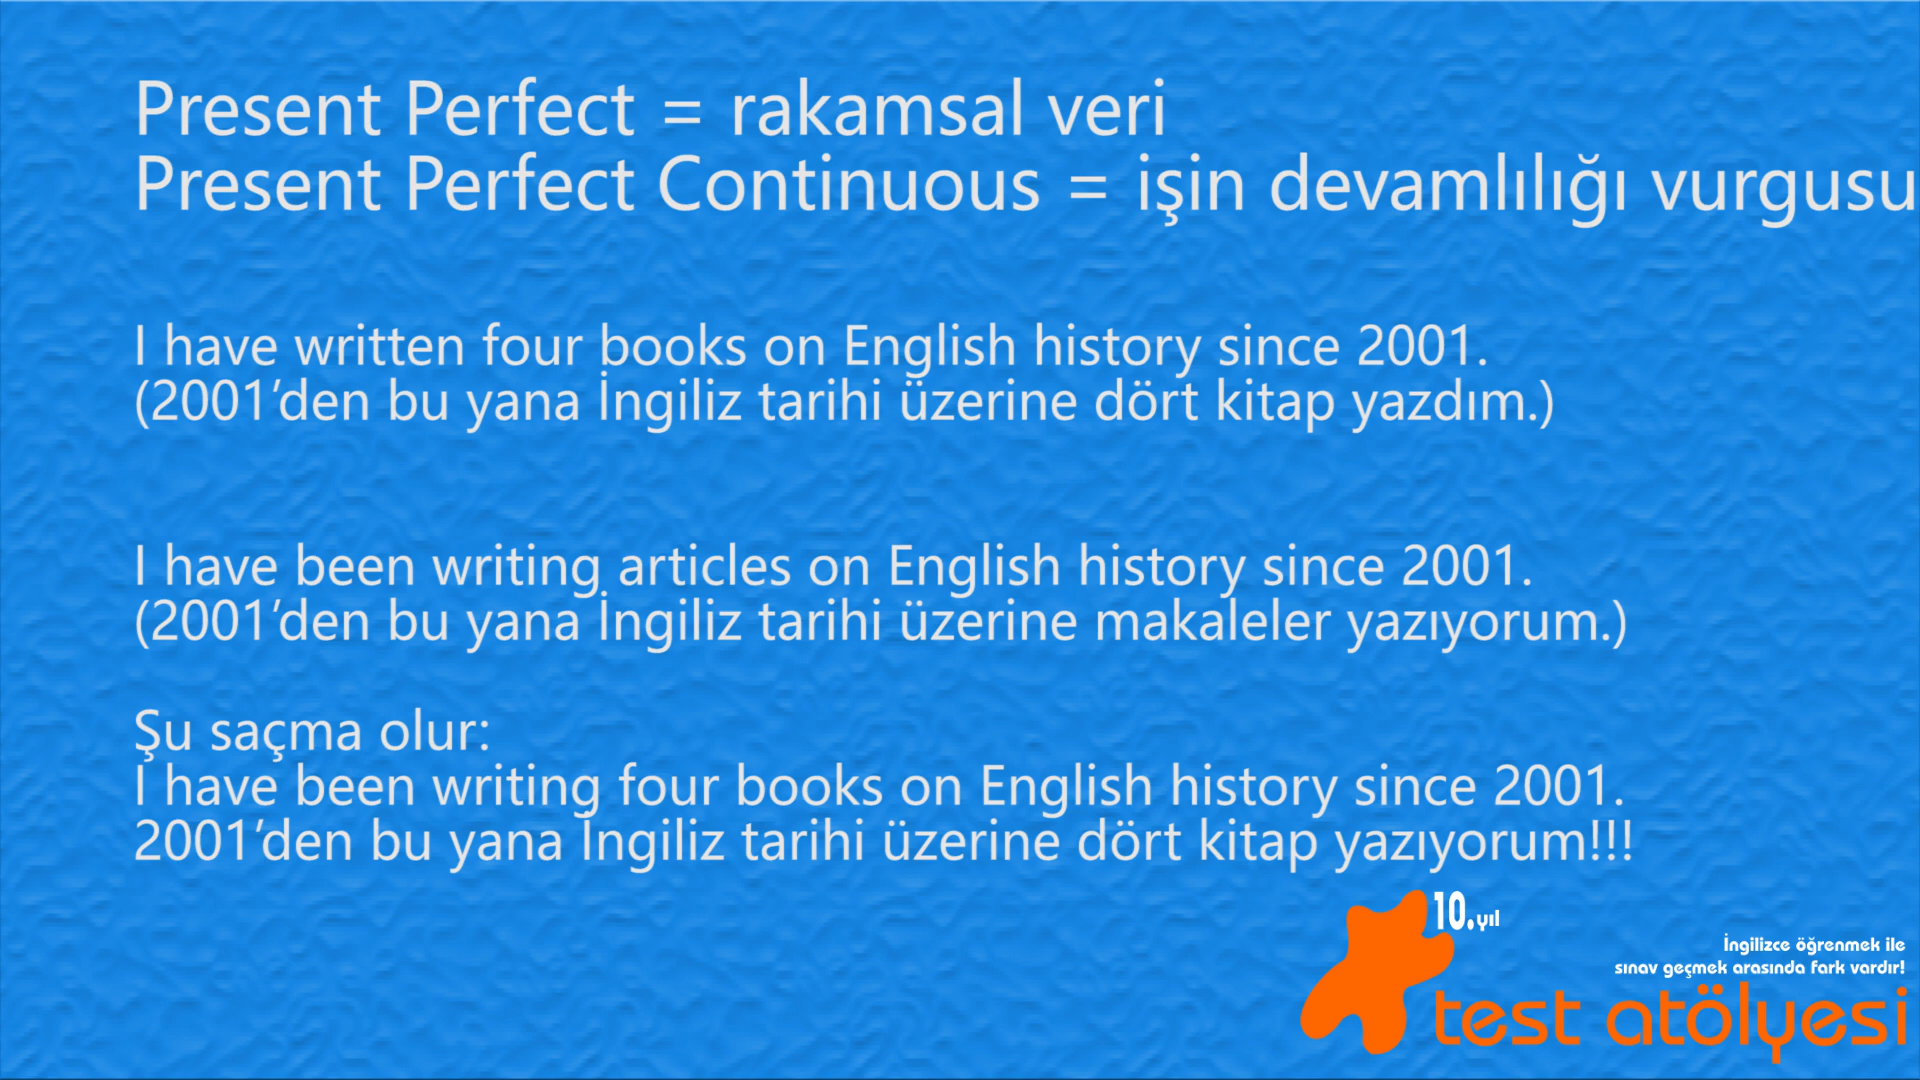 Present Perfect = rakamsal veri
Present Perfect Continuous = işin devamlılığı vurgusu
I have written four books on English history since 2001.
(2001’den bu yana İngiliz tarihi üzerine dört kitap yazdım.)
I have been writing articles on English history since 2001.
(2001’den bu yana İngiliz tarihi üzerine makaleler yazıyorum.)
Şu saçma olur:
I have been writing four books on English history since 2001.
2001’den bu yana İngiliz tarihi üzerine dört kitap yazıyorum!!!
10.yıl
İngilizce öğrenmek ile
sınav geçmek arasında fark vardır!
test atölyesi